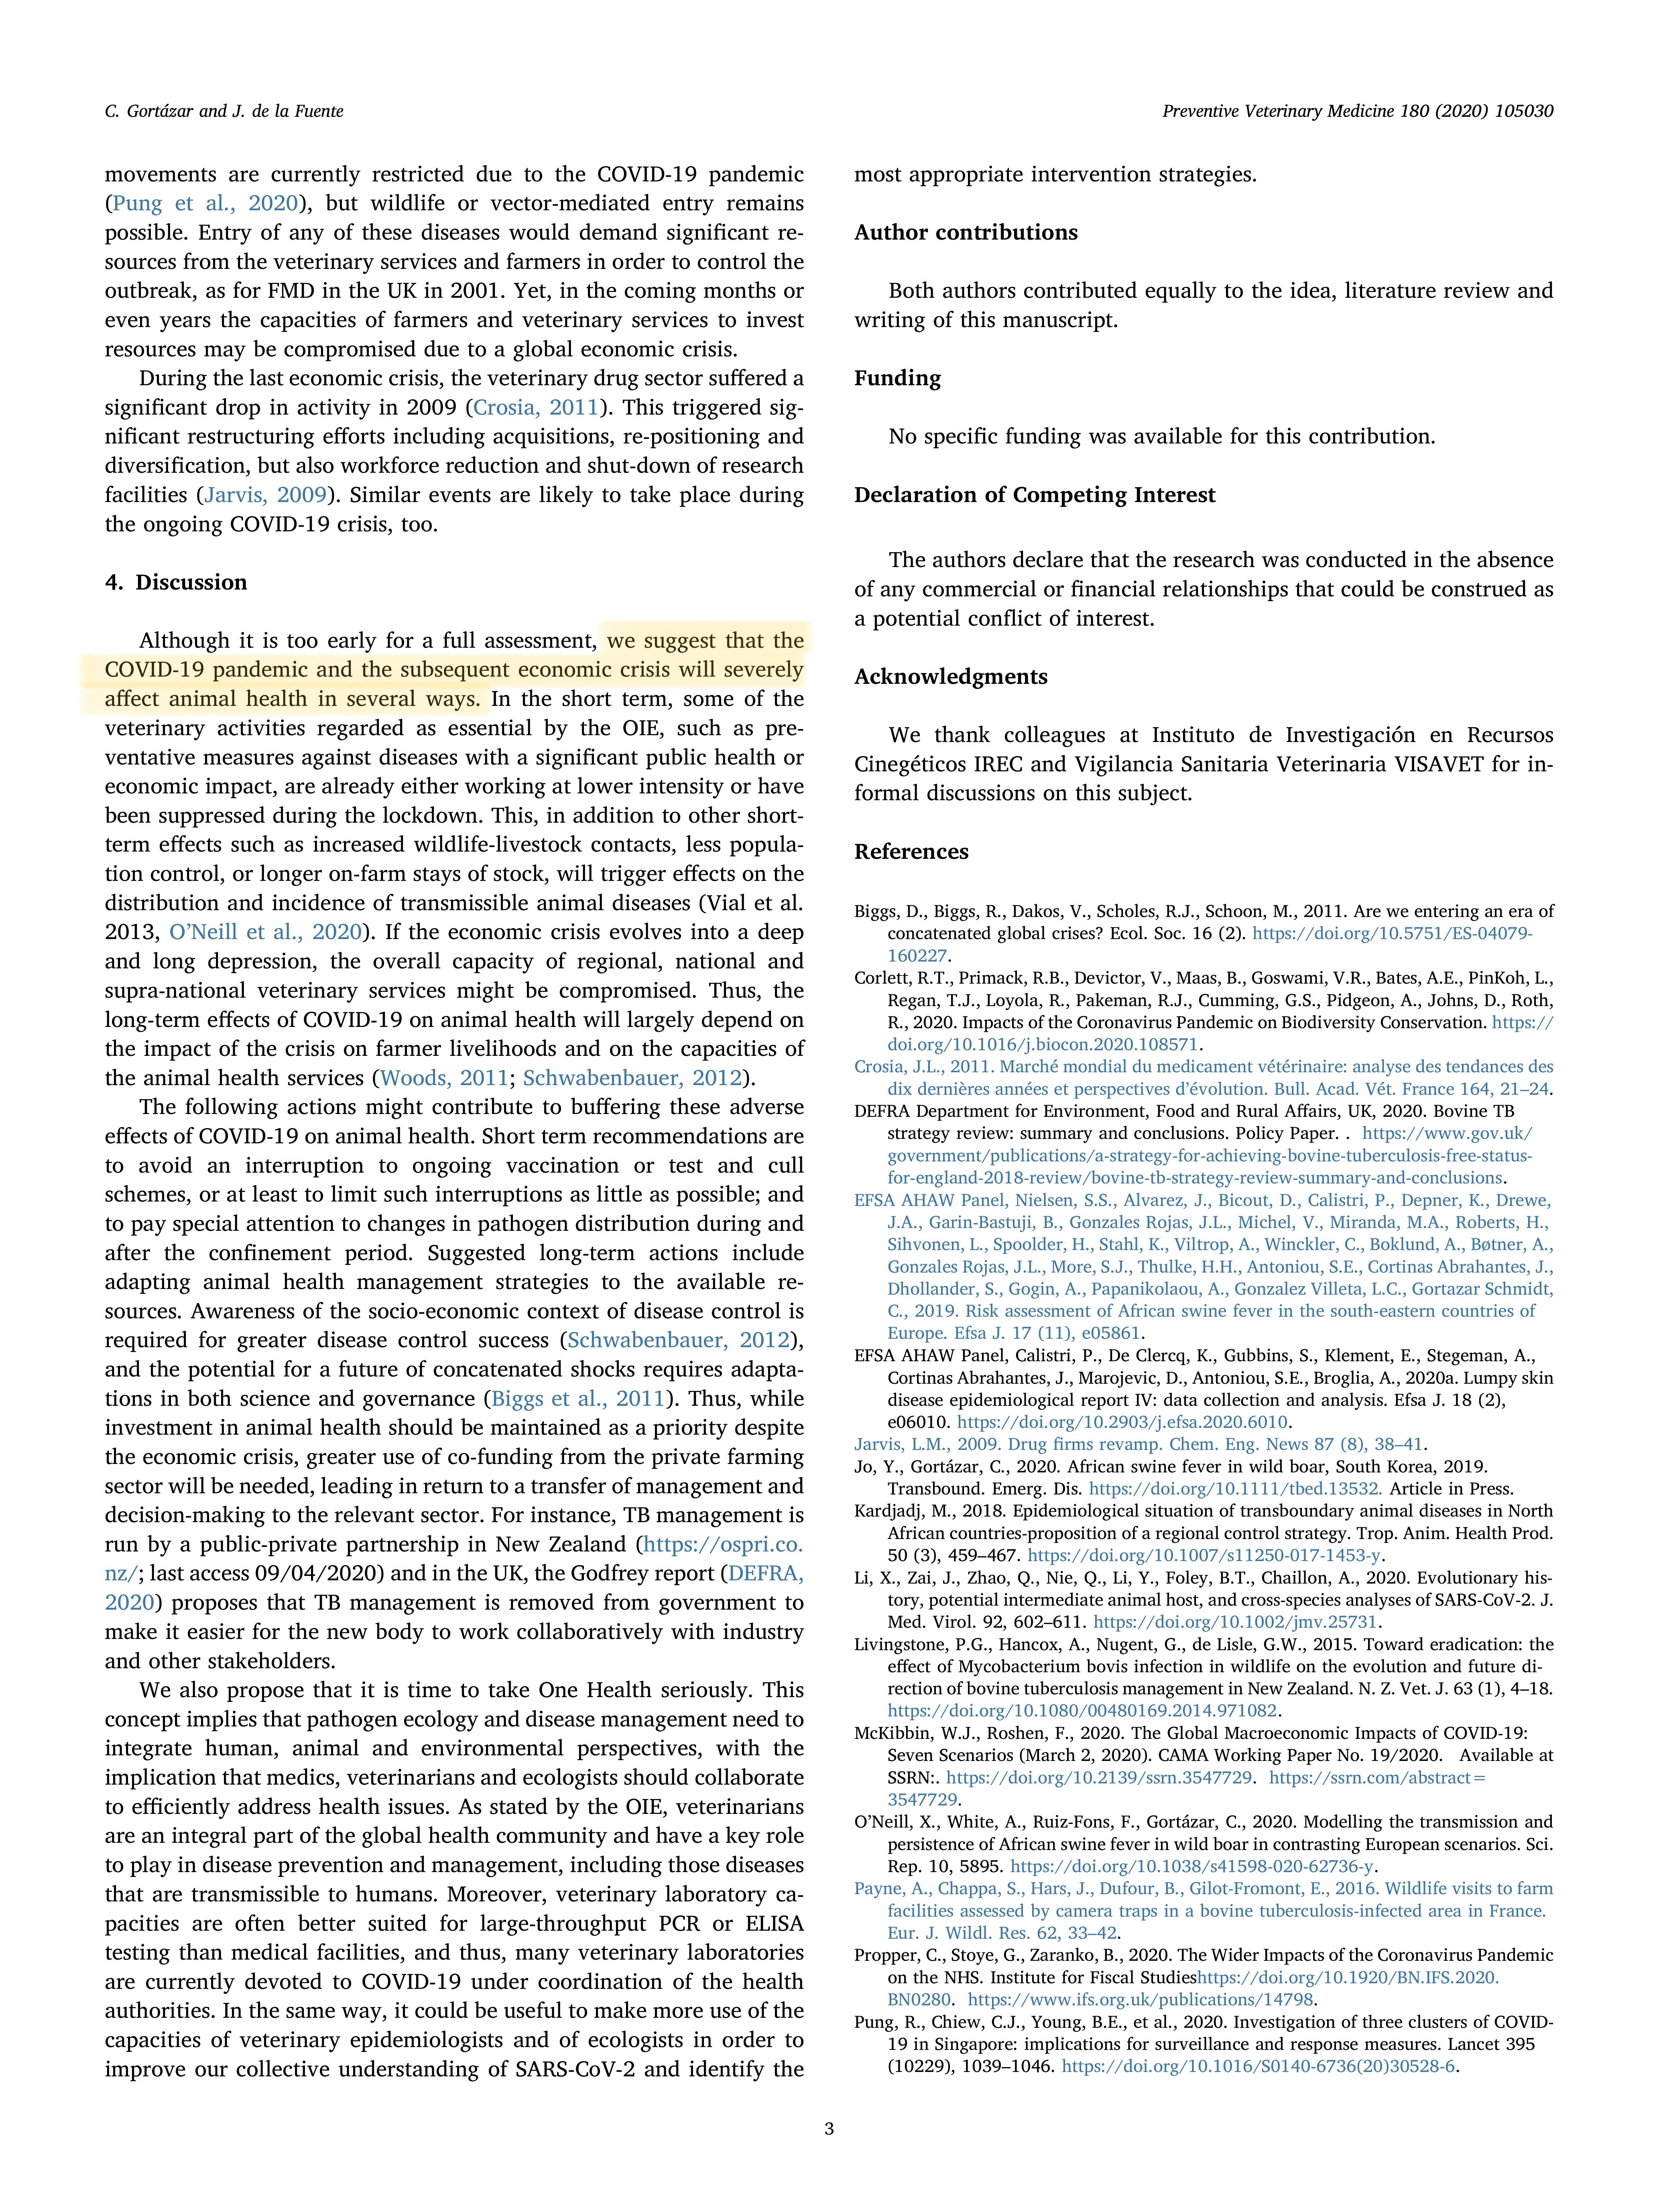 C. Gortázar and J. de la Fuente
Preventive Veterinary Medicine 180 (2020) 105030
movements are currently restricted due to the COVID-19 pandemic
(Pung et al., 2020), but wildlife or vector-mediated entry remains
possible. Entry of any of these diseases would demand significant re-
sources from the veterinary services and farmers in order to control the
outbreak, as for FMD in the UK in 2001. Yet, in the coming months or
even years the capacities of farmers and veterinary services to invest
resources may be compromised due to a global economic crisis.
During the last economic crisis, the veterinary drug sector suffered a
significant drop in activity in 2009 (Crosia, 2011). This triggered sig-
nificant restructuring efforts including acquisitions, re-positioning and
diversification, but also workforce reduction and shut-down of research
facilities (Jarvis, 2009). Similar events are likely to take place during
the ongoing COVID-19 crisis, too.
4. Discussion
Although it is too early for a full assessment, we suggest that the
COVID-19 pandemic and the subsequent economic crisis will severely
affect animal health in several ways. In the short term, some of the
veterinary activities regarded as essential by the OIE, such as pre-
ventative measures against diseases with a significant public health or
economic impact, are already either working at lower intensity or have
been suppressed during the lockdown. This, in addition to other short-
term effects such as increased wildlife-livestock contacts, less popula-
tion control, or longer on-farm stays of stock, will trigger effects on the
distribution and incidence of transmissible animal diseases (Vial et al.
2013, O’Neill et al., 2020). If the economic crisis evolves into a deep
and long depression, the overall capacity of regional, national and
supra-national veterinary services might be compromised. Thus, the
long-term effects of COVID-19 on animal health will largely depend on
the impact of the crisis on farmer livelihoods and on the capacities of
the animal health services (Woods, 2011; Schwabenbauer, 2012).
The following actions might contribute to buffering these adverse
effects of COVID-19 on animal health. Short term recommendations are
to avoid an interruption to ongoing vaccination or test and cull
schemes, or at least to limit such interruptions as little as possible; and
to pay special attention to changes in pathogen distribution during and
after the confinement period. Suggested long-term actions include
adapting animal health management strategies to the available re-
sources. Awareness of the socio-economic context of disease control is
required for greater disease control success (Schwabenbauer, 2012),
and the potential for a future of concatenated shocks requires adapta-
tions in both science and governance (Biggs et al., 2011). Thus, while
investment in animal health should be maintained as a priority despite
the economic crisis, greater use of co-funding from the private farming
sector will be needed, leading in return to a transfer of management and
decision-making to the relevant sector. For instance, TB management is
run by a public-private partnership in New Zealand (https://ospri.co.
nz/; last access 09/04/2020) and in the UK, the Godfrey report (DEFRA,
2020) proposes that TB management is removed from government to
make it easier for the new body to work collaboratively with industry
and other stakeholders.
We also propose that it is time to take One Health seriously. This
concept implies that pathogen ecology and disease management need to
integrate human, animal and environmental perspectives, with the
implication that medics, veterinarians and ecologists should collaborate
to efficiently address health issues. As stated by the OIE, veterinarians
are an integral part of the global health community and have a key role
to play in disease prevention and management, including those diseases
that are transmissible to humans. Moreover, veterinary laboratory ca-
pacities are often better suited for large-throughput PCR or ELISA
testing than medical facilities, and thus, many veterinary laboratories
are currently devoted to COVID-19 under coordination of the health
authorities. In the same way, it could be useful to make more use of the
capacities of veterinary epidemiologists and of ecologists in order to
improve our collective understanding of SARS-CoV-2 and identify the
most appropriate intervention strategies.
Author contributions
Both authors contributed equally to the idea, literature review and
writing of this manuscript.
Funding
No specific funding was available for this contribution.
Declaration of Competing Interest
The authors declare that the research was conducted in the absence
of any commercial or financial relationships that could be construed as
a potential conflict of interest.
Acknowledgments
We thank colleagues at Instituto de Investigación en Recursos
Cinegéticos IREC and Vigilancia Sanitaria Veterinaria VISAVET for in-
formal discussions on this subject.
References
Biggs, D., Biggs, R., Dakos, V., Scholes, R.J., Schoon, M., 2011. Are we entering an era of
concatenated global crises? Ecol. Soc. 16 (2). https://doi.org/10.5751/ES-04079-
160227.
Corlett, R.T., Primack, R.B., Devictor, V., Maas, B., Goswami, V.R., Bates, A.E., PinKoh, L.,
Regan, T.J., Loyola, R., Pakeman, R.J., Cumming, G.S., Pidgeon, A., Johns, D., Roth,
R., 2020. Impacts of the Coronavirus Pandemic on Biodiversity Conservation. https://
doi.org/10.1016/j.biocon.2020.108571.
Crosia, J.L., 2011. Marché mondial du medicament vétérinaire: analyse des tendances des
dix dernières années et perspectives d’évolution. Bull. Acad. Vét. France 164, 21–24.
DEFRA Department for Environment, Food and Rural Affairs, UK, 2020. Bovine TB
strategy review: summary and conclusions. Policy Paper. . https://www.gov.uk/
government/publications/a-strategy-for-achieving-bovine-tuberculosis-free-status-
for-england-2018-review/bovine-tb-strategy-review-summary-and-conclusions.
EFSA AHAW Panel, Nielsen, S.S., Alvarez, J., Bicout, D., Calistri, P., Depner, K., Drewe,
J.A., Garin-Bastuji, B., Gonzales Rojas, J.L., Michel, V., Miranda, M.A., Roberts, H.,
Sihvonen, L., Spoolder, H., Stahl, K., Viltrop, A., Winckler, C., Boklund, A., Bøtner, A.,
Gonzales Rojas, J.L., More, S.J., Thulke, H.H., Antoniou, S.E., Cortinas Abrahantes, J.,
Dhollander, S., Gogin, A., Papanikolaou, A., Gonzalez Villeta, L.C., Gortazar Schmidt,
C., 2019. Risk assessment of African swine fever in the south-eastern countries of
Europe. Efsa J. 17 (11), e05861.
EFSA AHAW Panel, Calistri, P., De Clercq, K., Gubbins, S., Klement, E., Stegeman, A.,
Cortinas Abrahantes, J., Marojevic, D., Antoniou, S.E., Broglia, A., 2020a. Lumpy skin
disease epidemiological report IV: data collection and analysis. Efsa J. 18 (2),
e06010. https://doi.org/10.2903/j.efsa.2020.6010.
Jarvis, L.M., 2009. Drug firms revamp. Chem. Eng. News 87 (8), 38–41.
Jo, Y., Gortázar, C., 2020. African swine fever in wild boar, South Korea, 2019.
Transbound. Emerg. Dis. https://doi.org/10.1111/tbed.13532. Article in Press.
Kardjadj, M., 2018. Epidemiological situation of transboundary animal diseases in North
African countries-proposition of a regional control strategy. Trop. Anim. Health Prod.
50 (3), 459–467. https://doi.org/10.1007/s11250-017-1453-y.
Li, X., Zai, J., Zhao, Q., Nie, Q., Li, Y., Foley, B.T., Chaillon, A., 2020. Evolutionary his-
tory, potential intermediate animal host, and cross-species analyses of SARS-CoV-2. J.
Med. Virol. 92, 602–611. https://doi.org/10.1002/jmv.25731.
Livingstone, P.G., Hancox, A., Nugent, G., de Lisle, G.W., 2015. Toward eradication: the
effect of Mycobacterium bovis infection in wildlife on the evolution and future di-
rection of bovine tuberculosis management in New Zealand. N. Z. Vet. J. 63 (1), 4–18.
https://doi.org/10.1080/00480169.2014.971082.
McKibbin, W.J., Roshen, F., 2020. The Global Macroeconomic Impacts of COVID-19:
Seven Scenarios (March 2, 2020). CAMA Working Paper No. 19/2020. Available at
SSRN:. https://doi.org/10.2139/ssrn.3547729. https://ssrn.com/abstract=
3547729.
O’Neill, X., White, A., Ruiz-Fons, F., Gortázar, C., 2020. Modelling the transmission and
persistence of African swine fever in wild boar in contrasting European scenarios. Sci.
Rep. 10, 5895. https://doi.org/10.1038/s41598-020-62736-y.
Payne, A., Chappa, S., Hars, J., Dufour, B., Gilot-Fromont, E., 2016. Wildlife visits to farm
facilities assessed by camera traps in a bovine tuberculosis-infected area in France.
Eur. J. Wildl. Res. 62, 33–42.
Propper, C., Stoye, G., Zaranko, B., 2020. The Wider Impacts of the Coronavirus Pandemic
on the NHS. Institute for Fiscal Studieshttps://doi.org/10.1920/BN.IFS.2020.
BN0280. https://www.ifs.org.uk/publications/14798.
Pung, R., Chiew, C.J., Young, B.E., et al., 2020. Investigation of three clusters of COVID-
19 in Singapore: implications for surveillance and response measures. Lancet 395
(10229), 1039–1046. https://doi.org/10.1016/S0140-6736(20)30528-6.
3